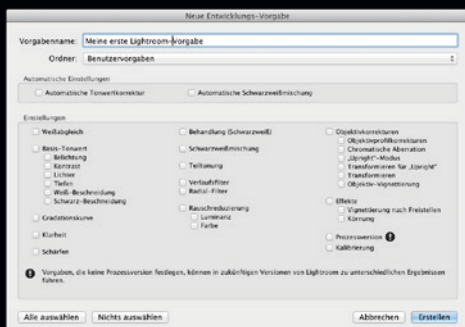 Neue Entwicklungs-Vorgabe
Vorgabenname: Meine erste Lightroom-Vorgabe
Ordner: Benutzervorgaben
Automatische Einstellungen
Automatische Tonwertkorrektur
Automatische Schwarzweißmischung
Einstellungen
Weißabgleich
Basis-Tonwert
Belichtung
Kontrast
Lichter
Tiefen
Weiß-Beschneidung
Schwarz-Beschneidung
Gradationskurve
Klarheit
Schärfen
Behandlung (Schwarzweiß)
Schwarzweißmischung
Teiltonung
Verlaufsfilter
Radial-Filter
Rauschreduzierung
Luminanz
Farbe
Objektivkorrekturen
Objektivprofilkorrekturen
Chromatische Aberration
„Upright"-Modus
Transformieren für „Upright"
Transformieren
Objektiv-Vignettierung
Effekte
Vignettierung nach Freistellen
Körnung
Prozessversion
Kalibrierung
Vorgaben, die keine Prozessversion festlegen, können in zukünftigen Versionen von Lightroom zu unterschiedlichen Ergebnissen
führen.
Alle auswählen Nichts auswählen Abbrechen Erstellen